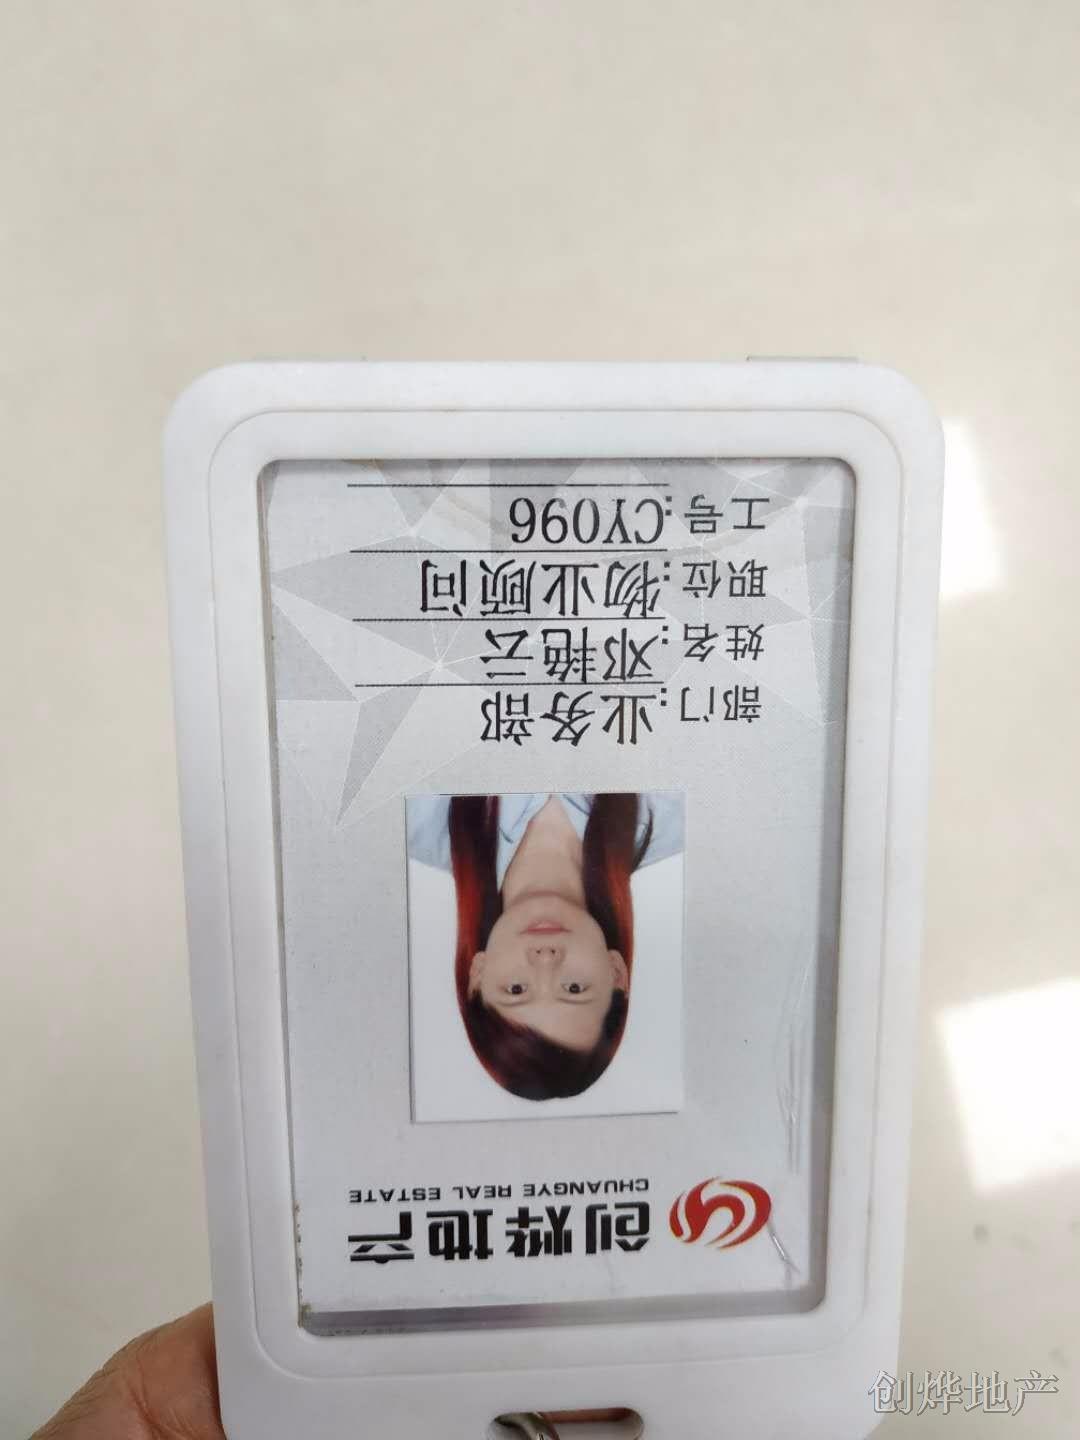 创烨地产
CHUANGYE REAL ESTATE
部门:业务部
姓名:邓艳云
职位:物业顾问
工号:CY096
创烨地产